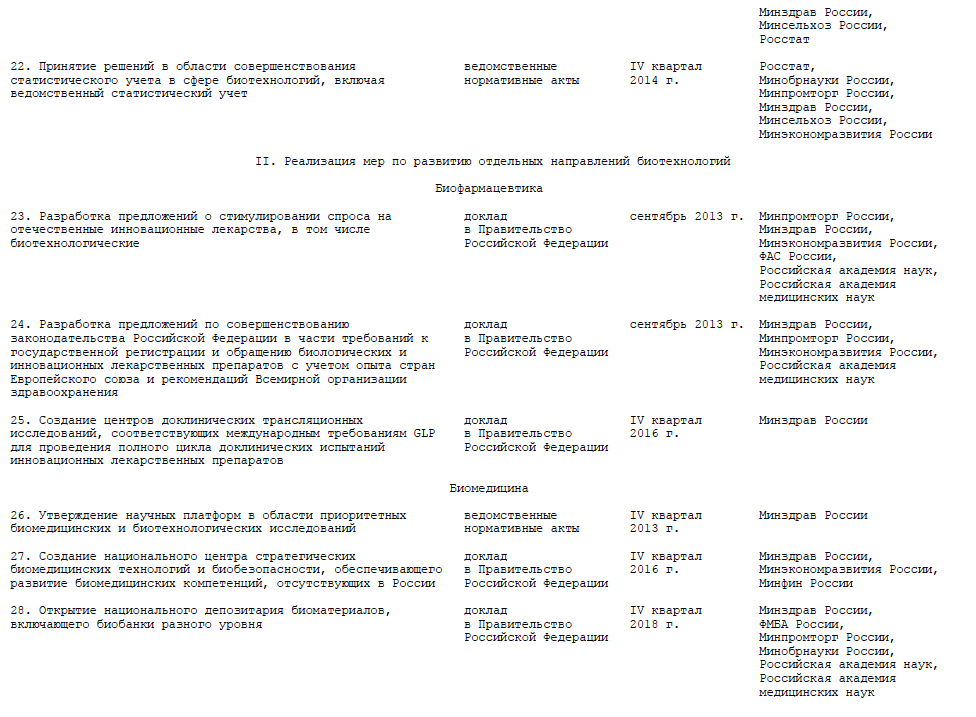 Минздрав России,
Минсельхоз России,
Росстат
22. Принятие решений в области совершенствования ведомственные IV квартал Росстат,
статистического учета в сфере биотехнологий, включая нормативные акты 2014 г. Минобрнауки России,
ведомственный статистический учет Минпромторг России,
Минздрав России,
Минсельхоз России,
Минэкономразвития России
II. Реализация мер по развитию отдельных направлений биотехнологий
Биофармацевтика
23. Разработка предложений о стимулировании спроса на доклад сентябрь 2013 г. Минпромторг России,
отечественные инновационные лекарства, в том числе в Правительство Минздрав России,
биотехнологические Российской Федерации Минэкономразвития России,
ФАС России,
Российская академия наук,
Российская академия
медицинских наук
24. Разработка предложений по совершенствованию доклад сентябрь 2013 г. Минздрав России,
законодательства Российской Федерации в части требований к в Правительство Минпромторг России,
государственной регистрации и обращению биологических и Российской Федерации Минэкономразвития России,
инновационных лекарственных препаратов с учетом опыта стран Российская академия
Европейского союза и рекомендаций Всемирной организации медицинских наук
здравоохранения
25. Создание центров доклинических трансляционных доклад IV квартал Минздрав России
исследований, соответствующих международным требованиям GLP в Правительство 2016 г.
для проведения полного цикла доклинических испытаний Российской Федерации
инновационных лекарственных препаратов
Биомедицина
26. Утверждение научных платформ в области приоритетных ведомственные IV квартал Минздрав России
биомедицинских и биотехнологических исследований нормативные акты 2013 г.
27. Создание национального центра стратегических доклад IV квартал Минздрав России,
биомедицинских технологий и биобезопасности, обеспечивающего в Правительство 2016 г. Минэкономразвития России,
развитие биомедицинских компетенций, отсутствующих в России Российской Федерации Минфин России
28. Открытие национального депозитария биоматериалов, доклад IV квартал Минздрав России,
включающего биобанки разного уровня в Правительство 2018 г. ФМБА России,
Российской Федерации Минпромторг России,
Минобрнауки России,
Российская академия наук,
Российская академия
медицинских наук